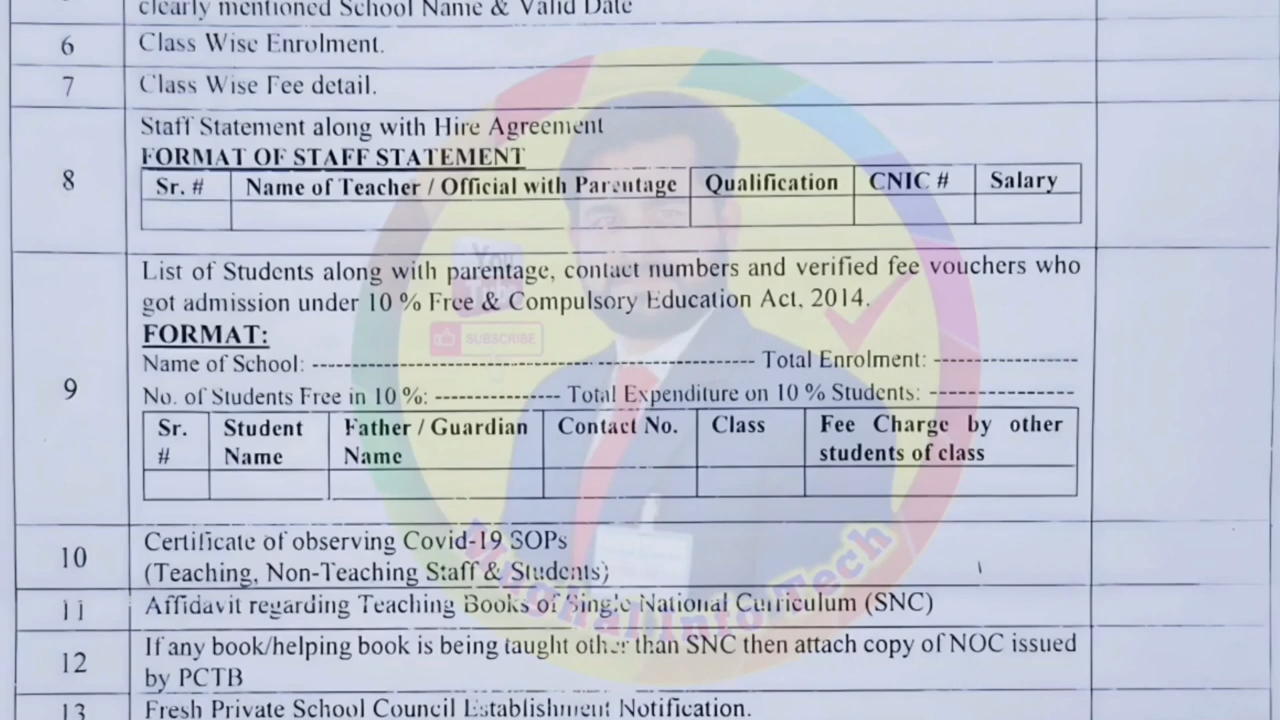 clearly mentioned School Name & Valid Date
6 Class Wise Enrolment.
7 Class Wise Fee detail.
8 Staff Statement along with Hire Agreement
FORMAT OF STAFF STATEMENT
Sr. # Name of Teacher / Official with Parentage Qualification CNIC # Salary
9 List of Students along with parentage, contact numbers and verified fee vouchers who
got admission under 10 % Free & Compulsory Education Act, 2014.
FORMAT:
Name of School: ---------------------------------------------------- Total Enrolment: -----------------
No. of Students Free in 10 %: --------------- Total Expenditure on 10 % Students: -----------------
Sr. Student Father / Guardian Contact No. Class Fee Charge by other
# Name Name students of class
10 Certificate of observing Covid-19 SOPs
(Teaching, Non-Teaching Staff & Students)
11 Affidavit regarding Teaching Books of Single National Curriculum (SNC)
12 If any book/helping book is being taught other than SNC then attach copy of NOC issued
by PCTB
13 Fresh Private School Council Establishment Notification.
You
SUBSCRIBE
MughalInfoTech